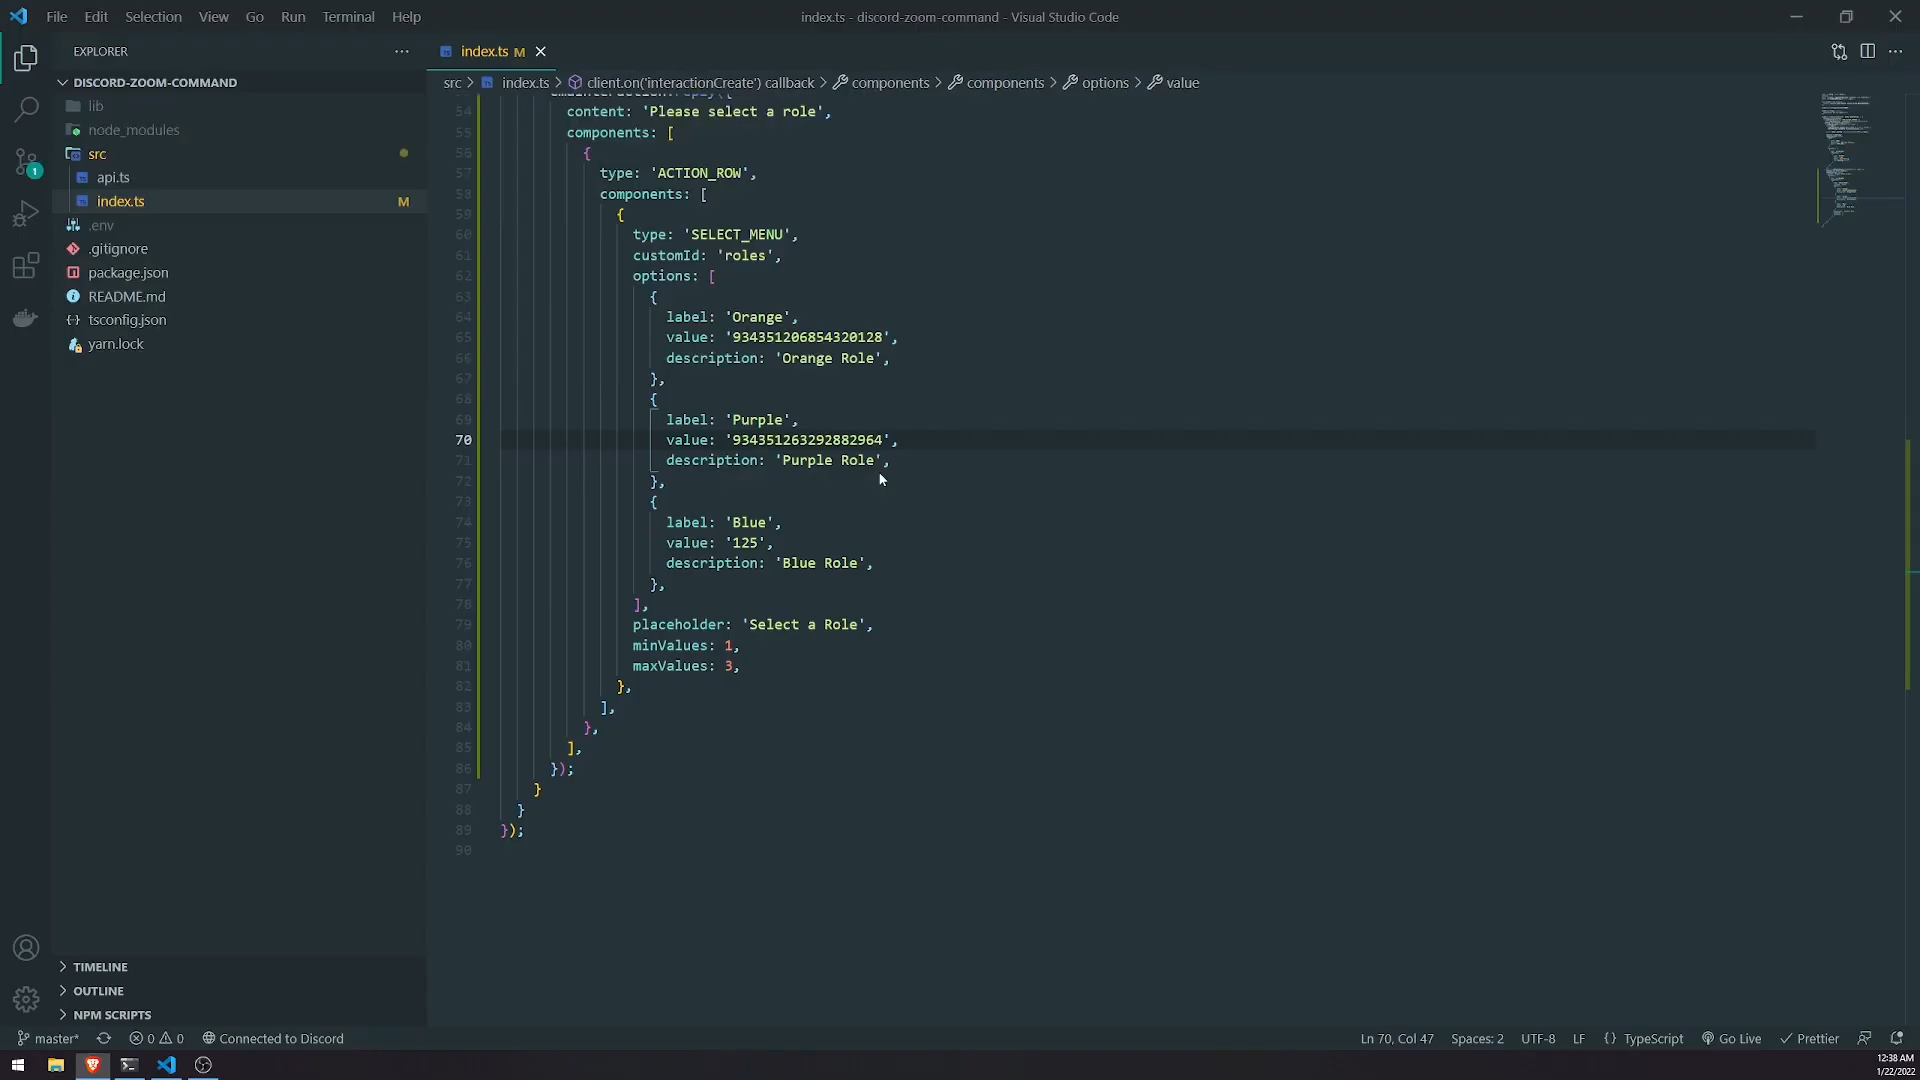 File Edit Selection View Go Run Terminal Help
index.ts - discord-zoom-command - Visual Studio Code
EXPLORER
DISCORD-ZOOM-COMMAND
lib
node_modules
src
api.ts
index.ts M
.env
.gitignore
package.json
README.md
tsconfig.json
yarn.lock
TIMELINE
OUTLINE
NPM SCRIPTS
1
index.ts M
src > index.ts > client.on('interactionCreate') callback > components > components > options > value
54 content: 'Please select a role',
55 components: [
56 {
57 type: 'ACTION_ROW',
58 components: [
59 {
60 type: 'SELECT_MENU',
61 customId: 'roles',
62 options: [
63 {
64 label: 'Orange',
65 value: '934351206854320128',
66 description: 'Orange Role',
67 },
68 {
69 label: 'Purple',
70 value: '934351263292882964',
71 description: 'Purple Role',
72 },
73 {
74 label: 'Blue',
75 value: '125',
76 description: 'Blue Role',
77 },
78 ],
79 placeholder: 'Select a Role',
80 minValues: 1,
81 maxValues: 3,
82 },
83 ],
84 },
85 ],
86 });
87 }
88 }
89 });
90
master* 0 0 Connected to Discord
Ln 70, Col 47 Spaces: 2 UTF-8 LF {} TypeScript Go Live Prettier
12:38 AM
1/22/2022